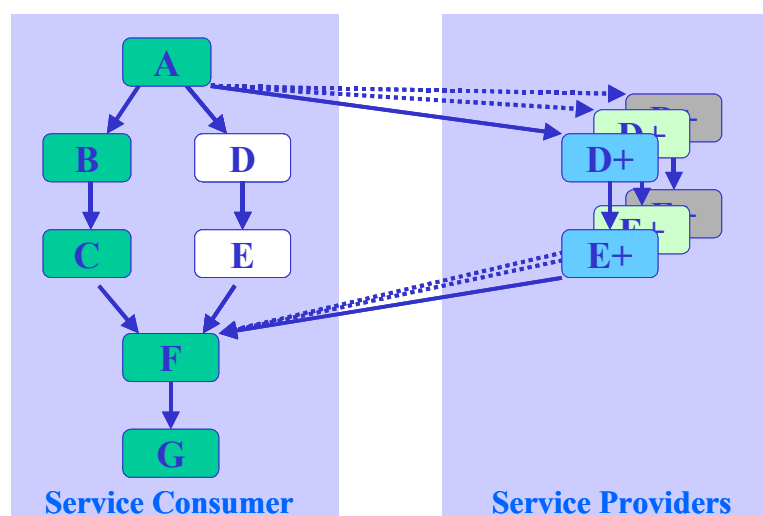 A
B
D
C
E
F
G
D+
D+
E+
E+
Service Consumer
Service Providers